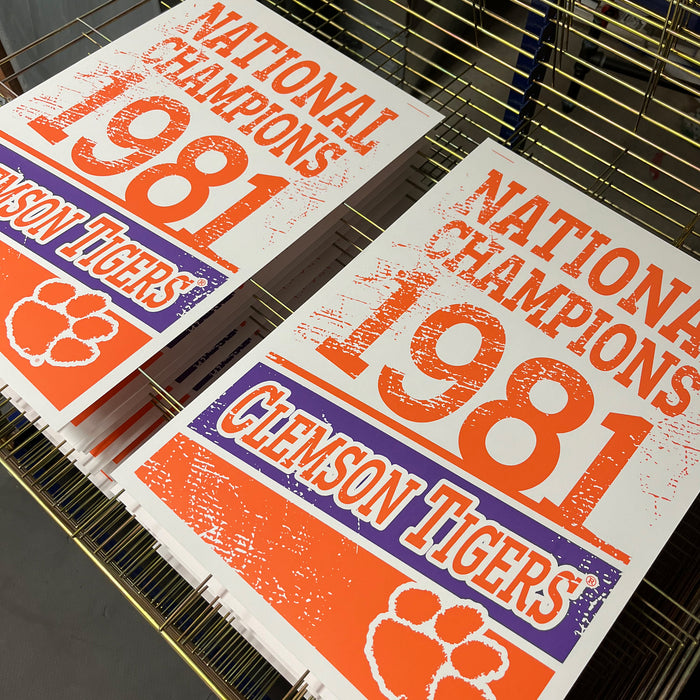 NATIONAL
CHAMPIONS
1981
CLEMSON TIGERS®
NATIONAL
CHAMPIONS
1981
CLEMSON TIGERS®